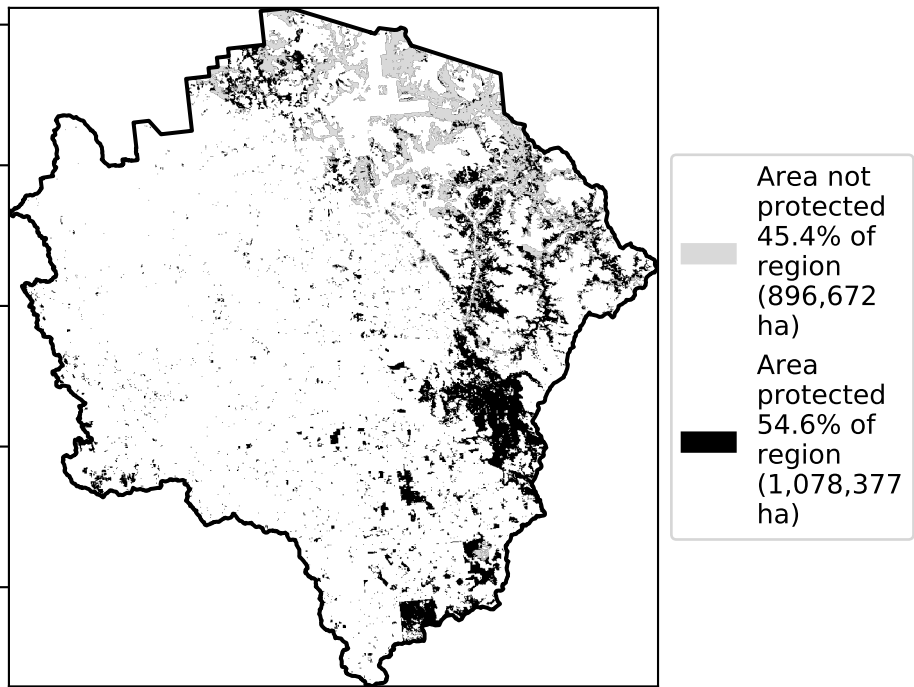 Area not
protected
45.4% of
region
(896,672
ha)
Area
protected
54.6% of
region
(1,078,377
ha)